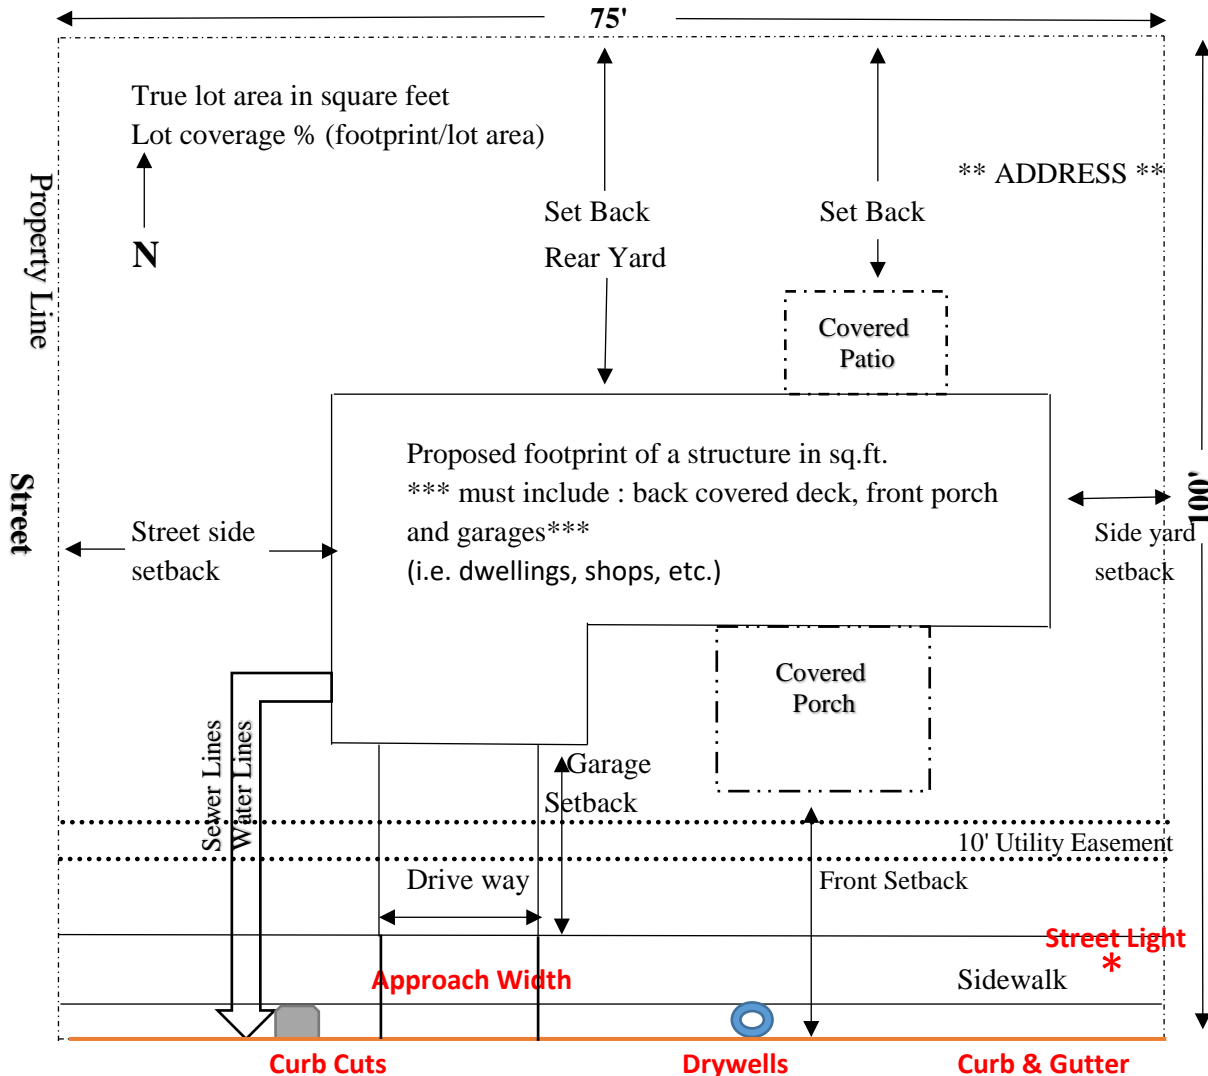 75'
True lot area in square feet
Lot coverage % (footprint/lot area)
** ADDRESS **
N
Property Line
Set Back
Rear Yard
Set Back
Covered
Patio
Street
100'
Proposed footprint of a structure in sq.ft.
*** must include : back covered deck, front porch
and garages***
(i.e. dwellings, shops, etc.)
Street side
setback
Side yard
setback
Covered
Porch
Sewer Lines
Water Lines
Garage
Setback
10' Utility Easement
Drive way
Front Setback
Street Light
*
Approach Width
Sidewalk
Curb Cuts
Drywells
Curb & Gutter